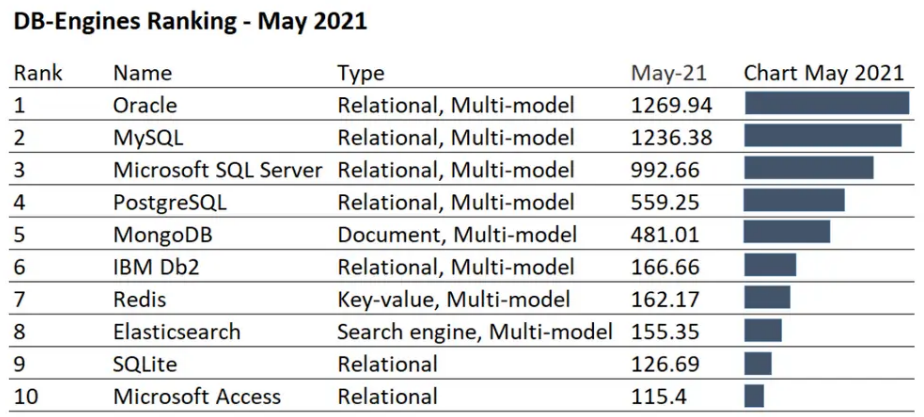 DB-Engines Ranking - May 2021
Rank Name Type May-21 Chart May 2021
1 Oracle Relational, Multi-model 1269.94
2 MySQL Relational, Multi-model 1236.38
3 Microsoft SQL Server Relational, Multi-model 992.66
4 PostgreSQL Relational, Multi-model 559.25
5 MongoDB Document, Multi-model 481.01
6 IBM Db2 Relational, Multi-model 166.66
7 Redis Key-value, Multi-model 162.17
8 Elasticsearch Search engine, Multi-model 155.35
9 SQLite Relational 126.69
10 Microsoft Access Relational 115.4